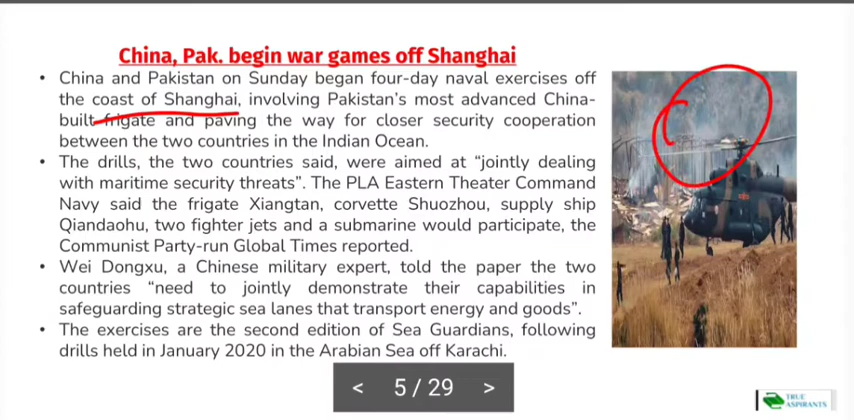 China, Pak. begin war games off Shanghai
• China and Pakistan on Sunday began four-day naval exercises off
the coast of Shanghai, involving Pakistan's most advanced China-
built frigate and paving the way for closer security cooperation
between the two countries in the Indian Ocean.
• The drills, the two countries said, were aimed at "jointly dealing
with maritime security threats". The PLA Eastern Theater Command
Navy said the frigate Xiangtan, corvette Shuozhou, supply ship
Qiandaohu, two fighter jets and a submarine would participate, the
Communist Party-run Global Times reported.
• Wei Dongxu, a Chinese military expert, told the paper the two
countries "need to jointly demonstrate their capabilities in
safeguarding strategic sea lanes that transport energy and goods".
• The exercises are the second edition of Sea Guardians, following
drills held in January 2020 in the Arabian Sea off Karachi.
< 5 / 29 >
TRUE
ASPIRANTS